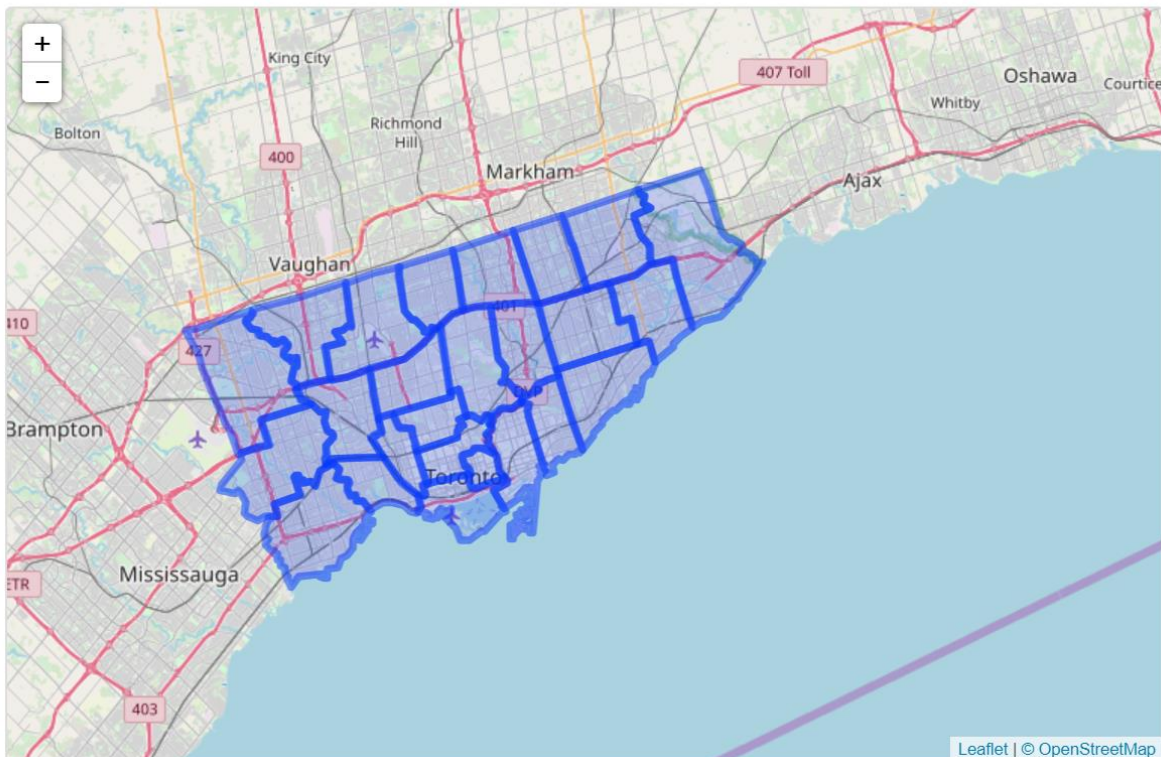 +
−
King City
407 Toll
Oshawa
Courtice
Whitby
Bolton
Richmond
Hill
400
Markham
Ajax
Vaughan
401
410
427
DVP
Brampton
Toronto
Mississauga
ETR
403
Leaflet | © OpenStreetMap